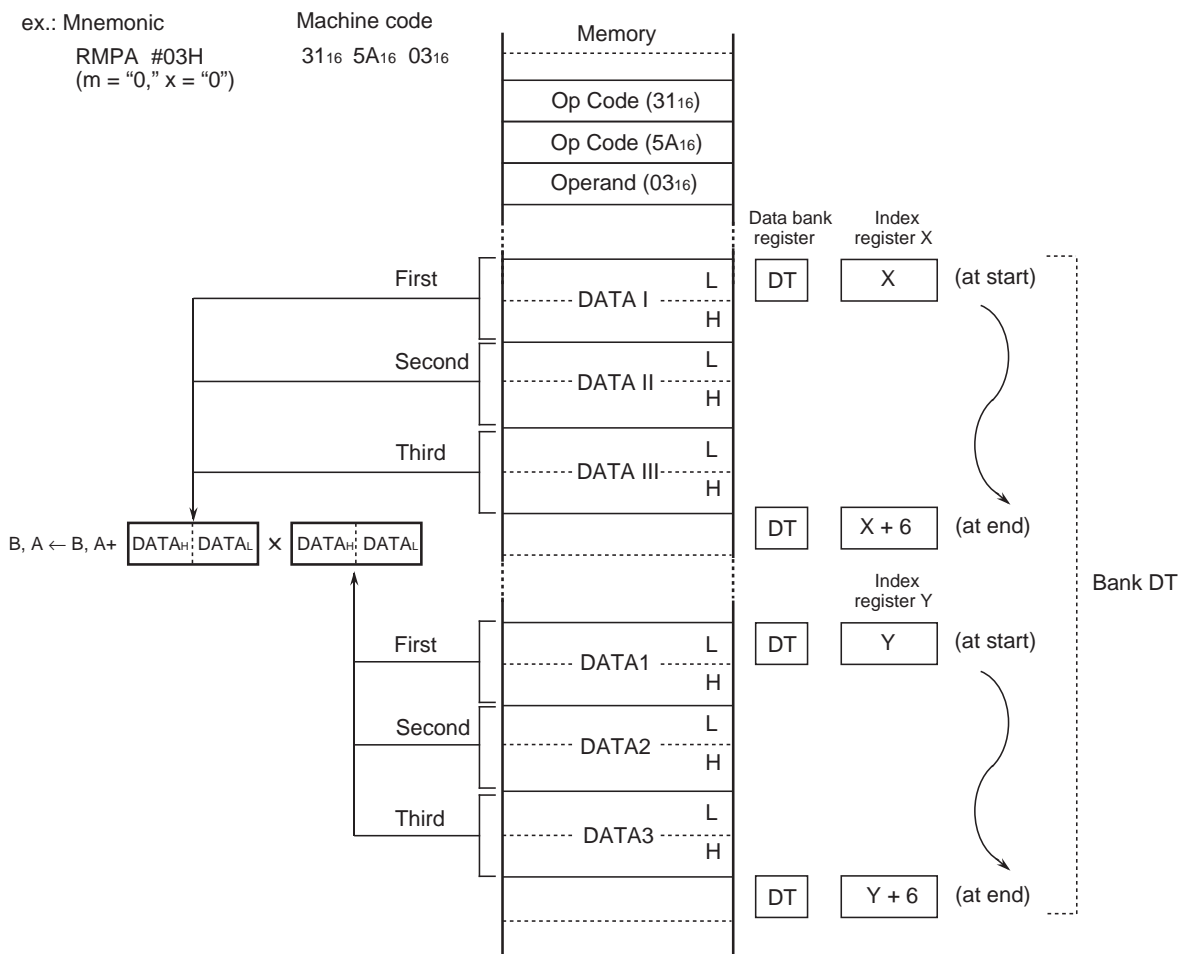 ex.: Mnemonic
Machine code
Memory
RMPA #03H
31₁₆ 5A₁₆ 03₁₆
(m = “0,” x = “0”)
Op Code (31₁₆)
Op Code (5A₁₆)
Operand (03₁₆)
Data bank register
Index register X
First
DATA I
L
H
DT
X
(at start)
Second
DATA II
L
H
Third
DATA III
L
H
DT
X + 6
(at end)
B, A ← B, A+ DATAH DATAL × DATAH DATAL
Bank DT
Index register Y
First
DATA1
L
H
DT
Y
(at start)
Second
DATA2
L
H
Third
DATA3
L
H
DT
Y + 6
(at end)